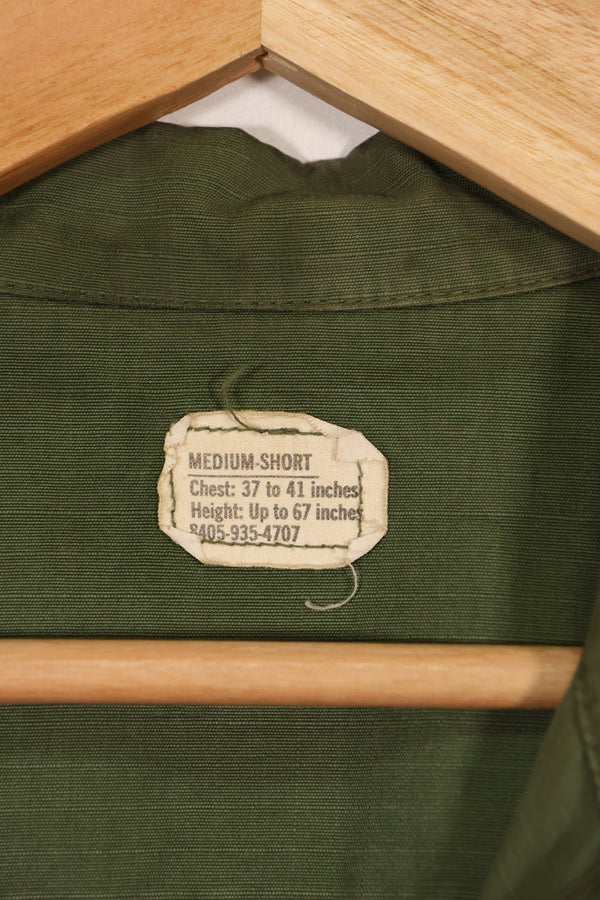 MEDIUM-SHORT
Chest: 37 to 41 inches
Height: Up to 67 inches
8405-935-4707